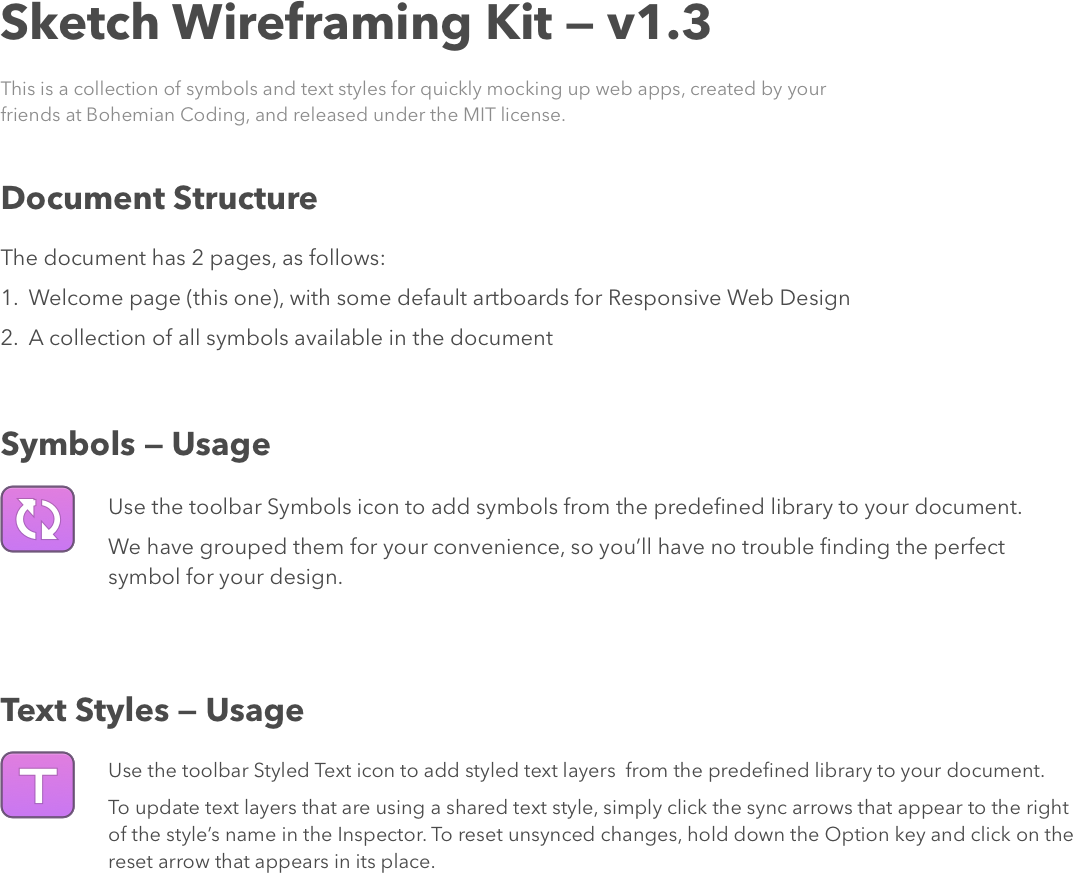 Sketch Wireframing Kit — v1.3
This is a collection of symbols and text styles for quickly mocking up web apps, created by your
friends at Bohemian Coding, and released under the MIT license.
Document Structure
The document has 2 pages, as follows:
1. Welcome page (this one), with some default artboards for Responsive Web Design
2. A collection of all symbols available in the document
Symbols — Usage
Use the toolbar Symbols icon to add symbols from the predefined library to your document.
We have grouped them for your convenience, so you’ll have no trouble finding the perfect
symbol for your design.
Text Styles — Usage
T
Use the toolbar Styled Text icon to add styled text layers  from the predefined library to your document.
To update text layers that are using a shared text style, simply click the sync arrows that appear to the right
of the style’s name in the Inspector. To reset unsynced changes, hold down the Option key and click on the
reset arrow that appears in its place.